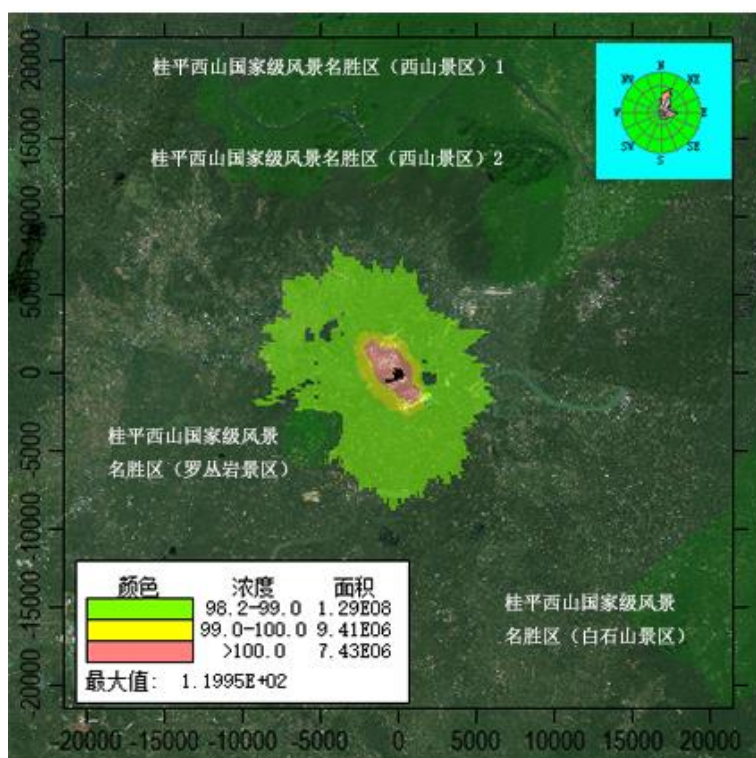 桂平西山国家级风景名胜区（西山景区）1
N
NW
NE
W
E
SW
SE
S
桂平西山国家级风景名胜区（西山景区）2
20000
15000
10000
5000
0
-5000
-10000
-15000
-20000
桂平西山国家级风景
名胜区（罗丛岩景区）
颜色 浓度 面积
98.2-99.0 1.29E08
99.0-100.0 9.41E06
>100.0 7.43E06
最大值: 1.1995E+02
桂平西山国家级风景
名胜区（白石山景区）
-20000 -15000 -10000 -5000 0 5000 10000 15000 20000